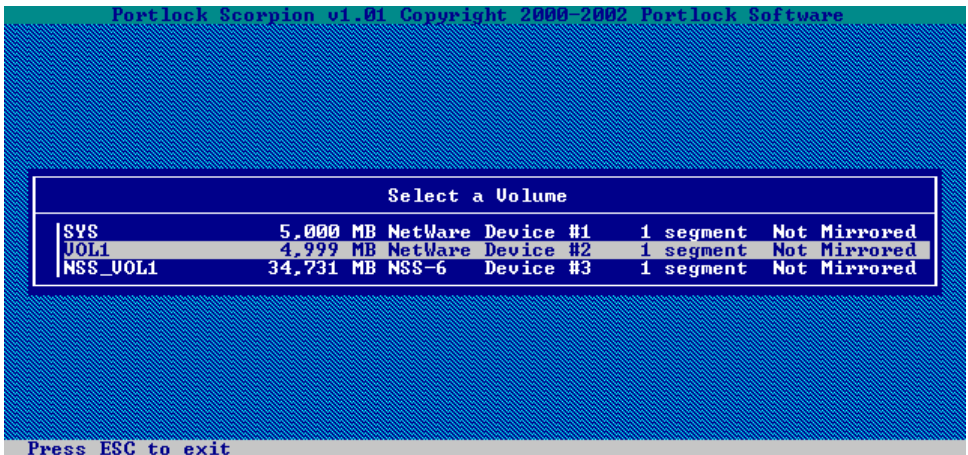 Portlock Scorpion v1.01 Copyright 2000-2002 Portlock Software
Select a Volume
SYS 5,000 MB NetWare Device #1 1 segment Not Mirrored
VOL1 4,999 MB NetWare Device #2 1 segment Not Mirrored
NSS_VOL1 34,731 MB NSS-6 Device #3 1 segment Not Mirrored
Press ESC to exit